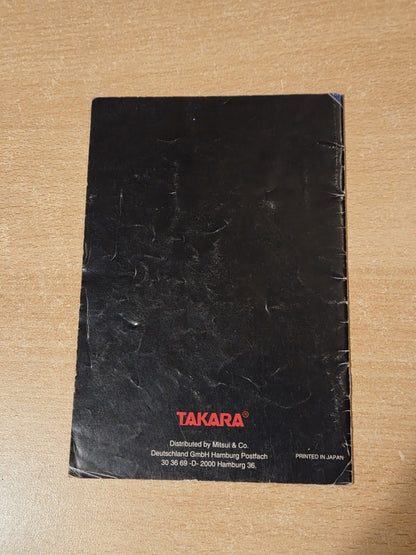 TAKARA®
Distributed by Mitsui & Co.
Deutschland GmbH Hamburg Postfach
30 36 69 -D- 2000 Hamburg 36.
PRINTED IN JAPAN